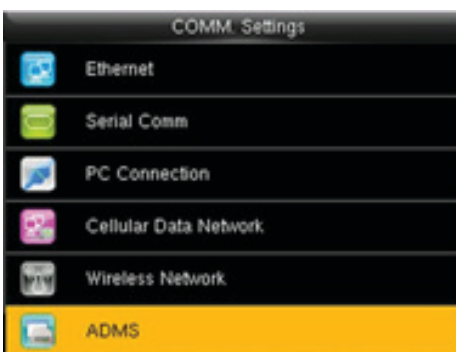 COMM. Settings
Ethernet
Serial Comm
PC Connection
Cellular Data Network
Wireless Network
ADMS